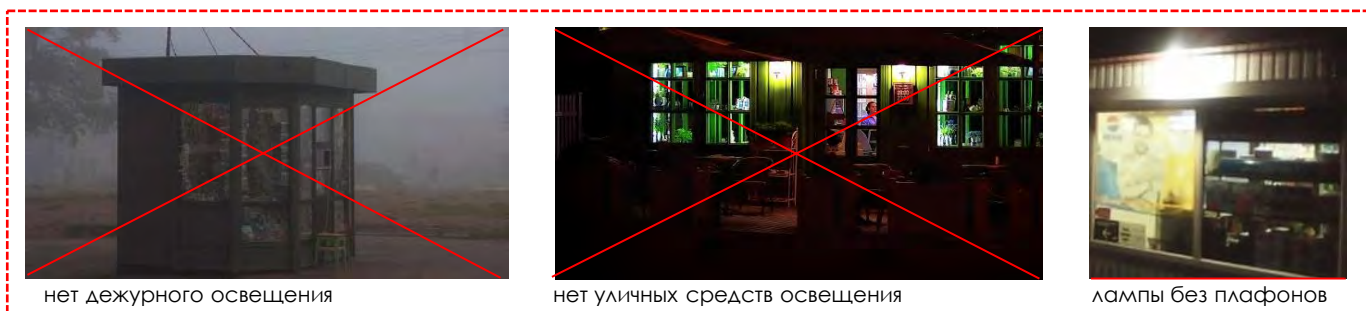 нет дежурного освещения
нет уличных средств освещения
лампы без плафонов